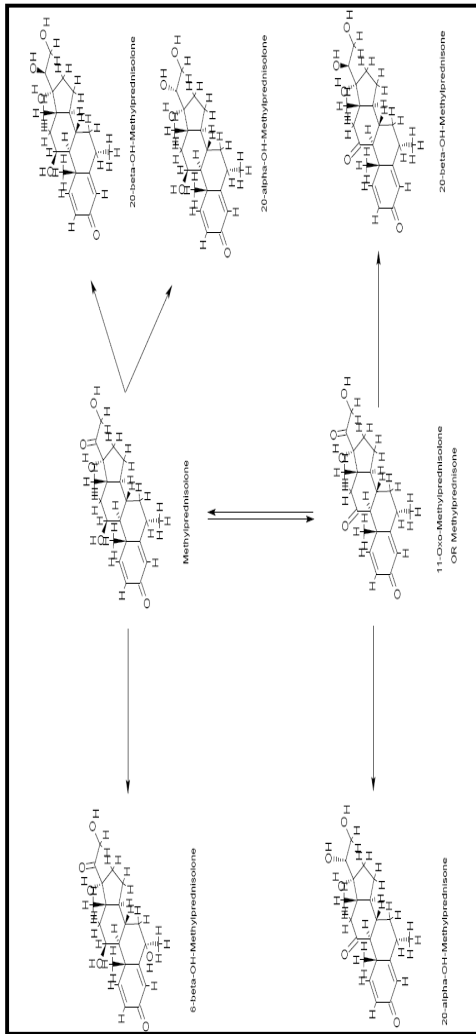 6-beta-OH-Methylprednisolone
Methylprednisolone
20-beta-OH-Methylprednisolone
20-alpha-OH-Methylprednisolone
20-alpha-OH-Methylprednisone
11-Oxo-Methylprednisolone
OR Methylprednisone
20-beta-OH-Methylprednisone